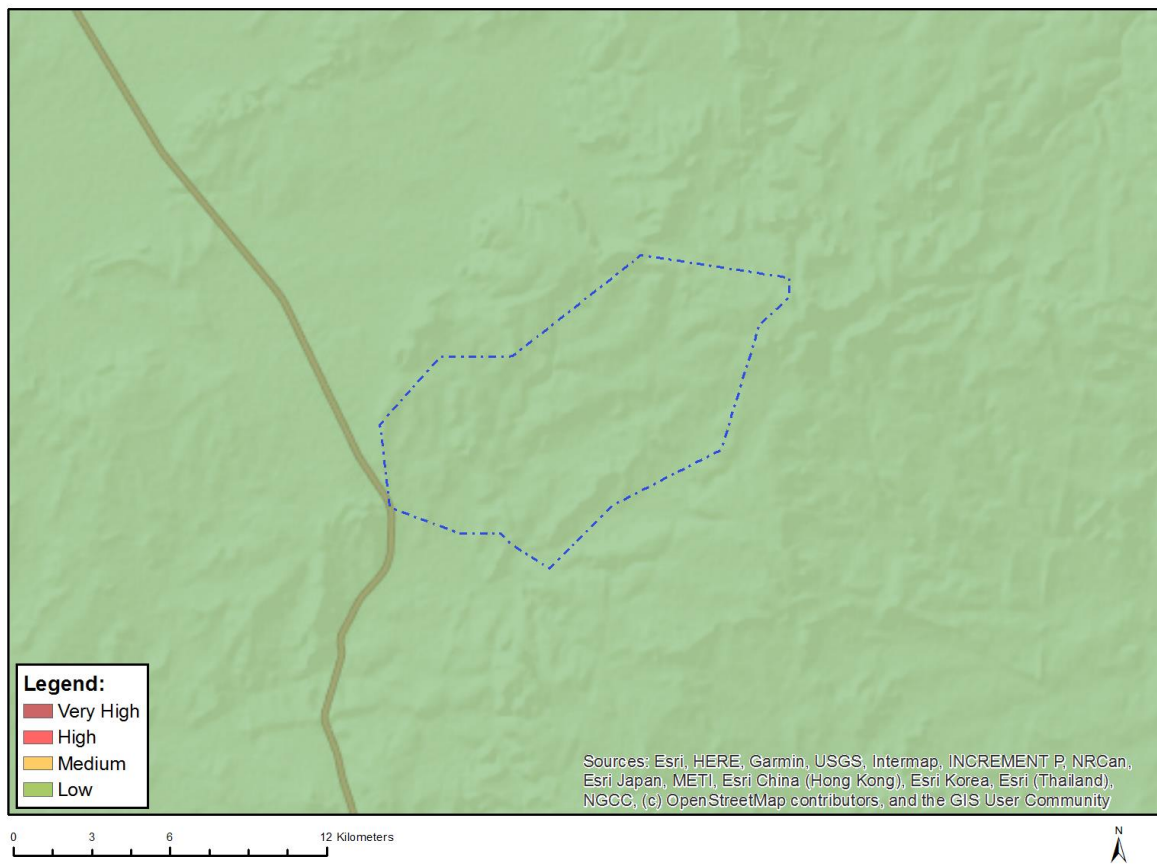 Legend:
Very High
High
Medium
Low
Sources: Esri, HERE, Garmin, USGS, Intermap, INCREMENT P, NRCan,
Esri Japan, METI, Esri China (Hong Kong), Esri Korea, Esri (Thailand),
NGCC, (c) OpenStreetMap contributors, and the GIS User Community
0 3 6 12 Kilometers
N